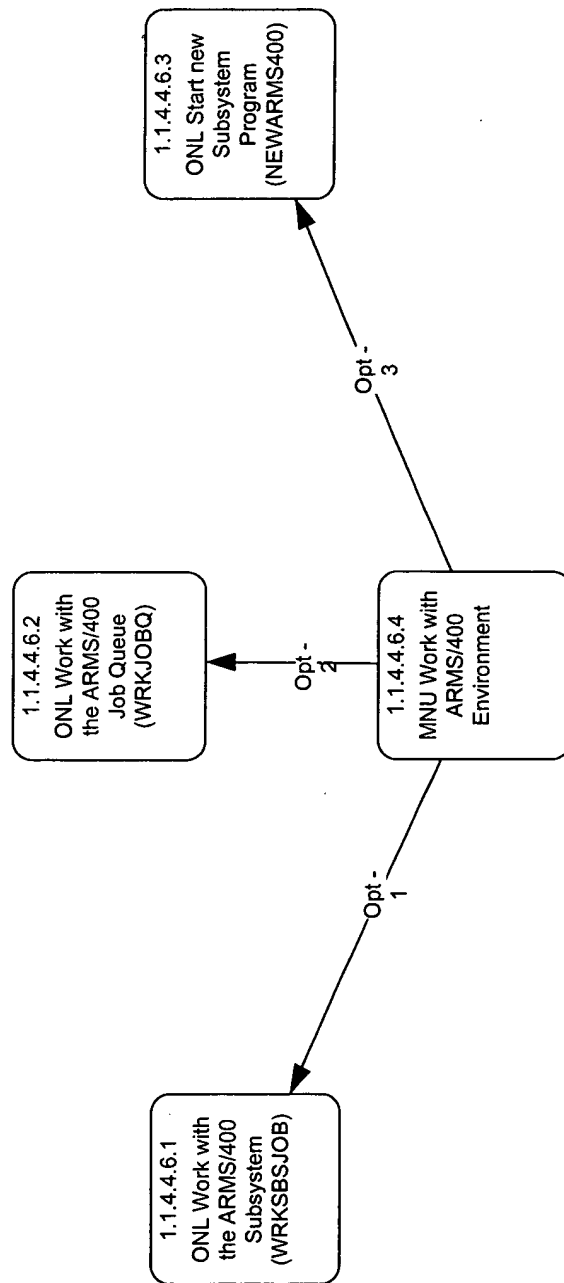 1.1.4.4.6.1
ONL Work with
the ARMS/400
Subsystem
(WRKSBSJOB)
1.1.4.4.6.2
ONL Work with
the ARMS/400
Job Queue
(WRKJOBQ)
1.1.4.4.6.3
ONL Start new
Subsystem
Program
(NEWARMS400)
Opt -
1
Opt -
2
Opt -
3
1.1.4.4.6.4
MNU Work with
ARMS/400
Environment